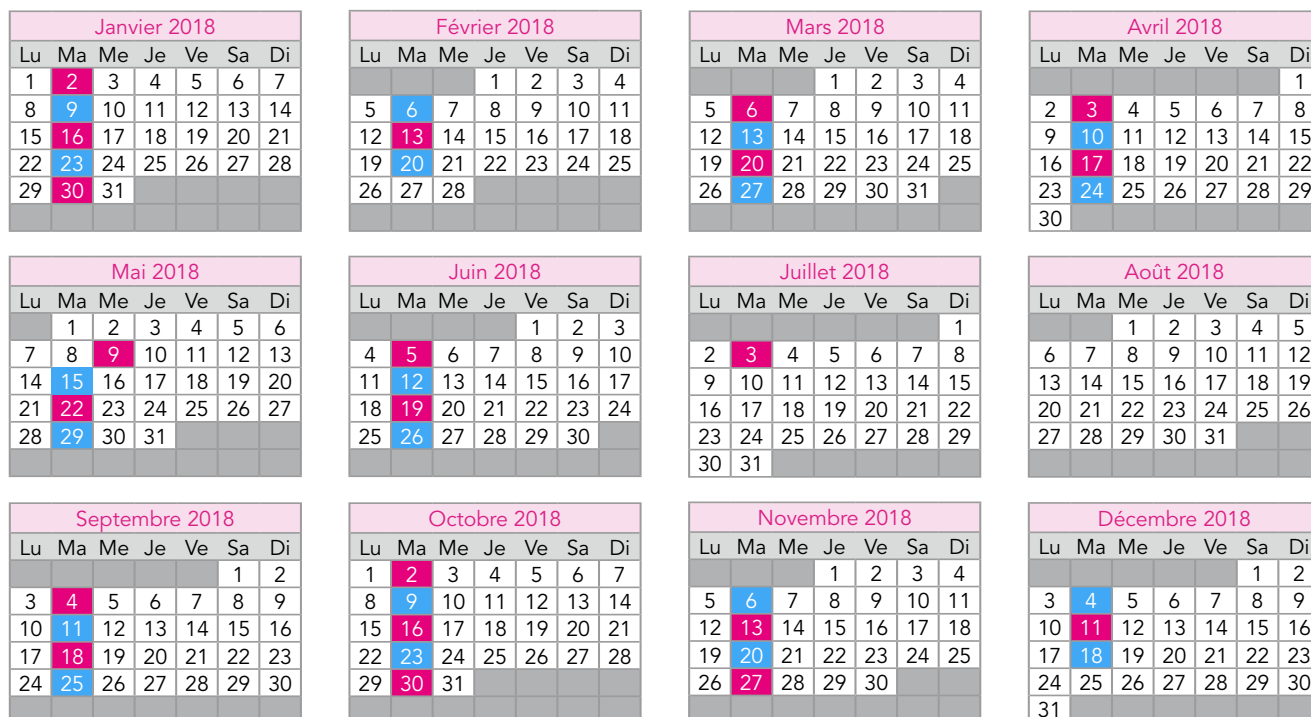 Janvier 2018
Lu Ma Me Je Ve Sa Di
1 2 3 4 5 6 7
8 9 10 11 12 13 14
15 16 17 18 19 20 21
22 23 24 25 26 27 28
29 30 31
Février 2018
Lu Ma Me Je Ve Sa Di
1 2 3 4
5 6 7 8 9 10 11
12 13 14 15 16 17 18
19 20 21 22 23 24 25
26 27 28
Mars 2018
Lu Ma Me Je Ve Sa Di
1 2 3 4
5 6 7 8 9 10 11
12 13 14 15 16 17 18
19 20 21 22 23 24 25
26 27 28 29 30 31
Avril 2018
Lu Ma Me Je Ve Sa Di
1
2 3 4 5 6 7 8
9 10 11 12 13 14 15
16 17 18 19 20 21 22
23 24 25 26 27 28 29
30
Mai 2018
Lu Ma Me Je Ve Sa Di
1 2 3 4 5 6
7 8 9 10 11 12 13
14 15 16 17 18 19 20
21 22 23 24 25 26 27
28 29 30 31
Juin 2018
Lu Ma Me Je Ve Sa Di
1 2 3
4 5 6 7 8 9 10
11 12 13 14 15 16 17
18 19 20 21 22 23 24
25 26 27 28 29 30
Juillet 2018
Lu Ma Me Je Ve Sa Di
1
2 3 4 5 6 7 8
9 10 11 12 13 14 15
16 17 18 19 20 21 22
23 24 25 26 27 28 29
30 31
Août 2018
Lu Ma Me Je Ve Sa Di
1 2 3 4 5
6 7 8 9 10 11 12
13 14 15 16 17 18 19
20 21 22 23 24 25 26
27 28 29 30 31
Septembre 2018
Lu Ma Me Je Ve Sa Di
1 2
3 4 5 6 7 8 9
10 11 12 13 14 15 16
17 18 19 20 21 22 23
24 25 26 27 28 29 30
Octobre 2018
Lu Ma Me Je Ve Sa Di
1 2 3 4 5 6 7
8 9 10 11 12 13 14
15 16 17 18 19 20 21
22 23 24 25 26 27 28
29 30 31
Novembre 2018
Lu Ma Me Je Ve Sa Di
1 2 3 4
5 6 7 8 9 10 11
12 13 14 15 16 17 18
19 20 21 22 23 24 25
26 27 28 29 30
Décembre 2018
Lu Ma Me Je Ve Sa Di
1 2
3 4 5 6 7 8 9
10 11 12 13 14 15 16
17 18 19 20 21 22 23
24 25 26 27 28 29 30
31